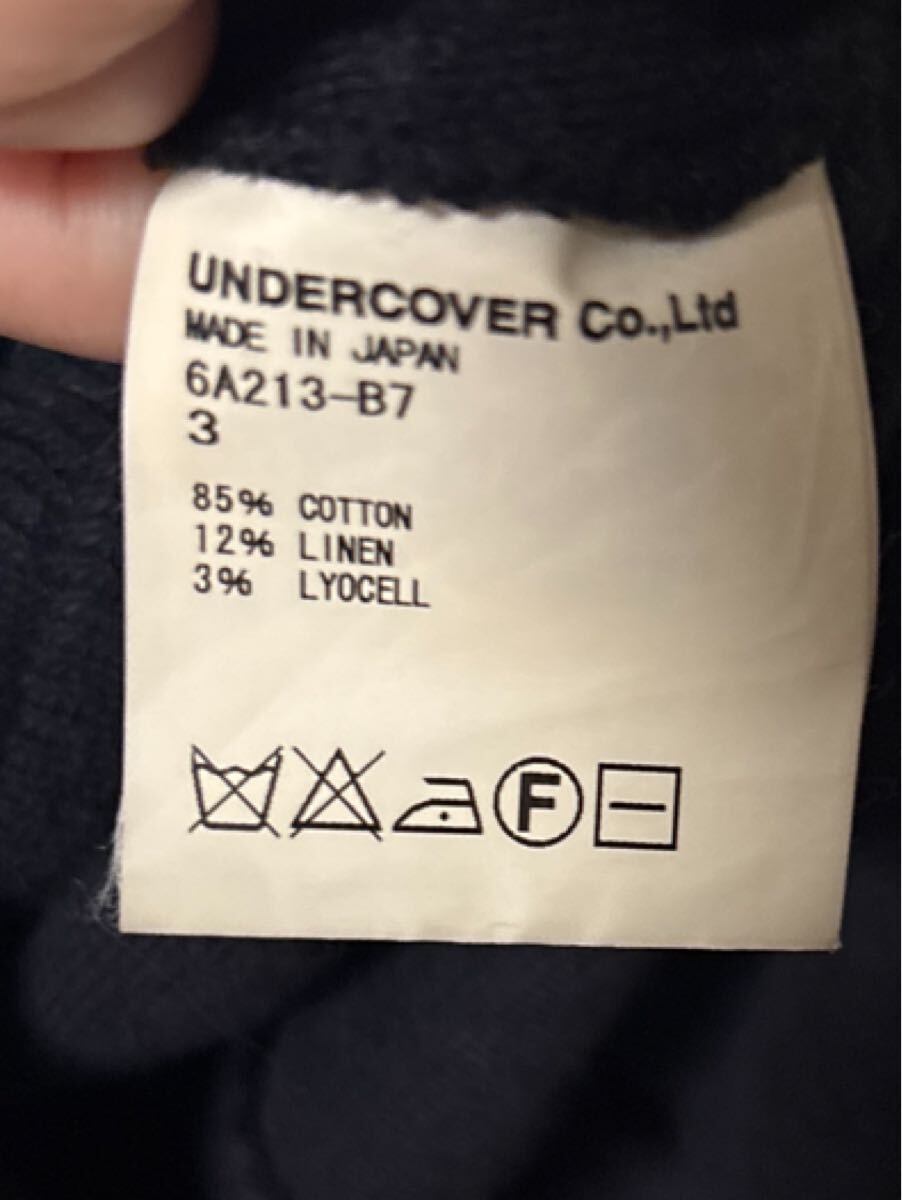 UNDERCOVER Co.,Ltd
MADE IN JAPAN
6A213-B7
3
85% COTTON
12% LINEN
3% LYOCELL
F